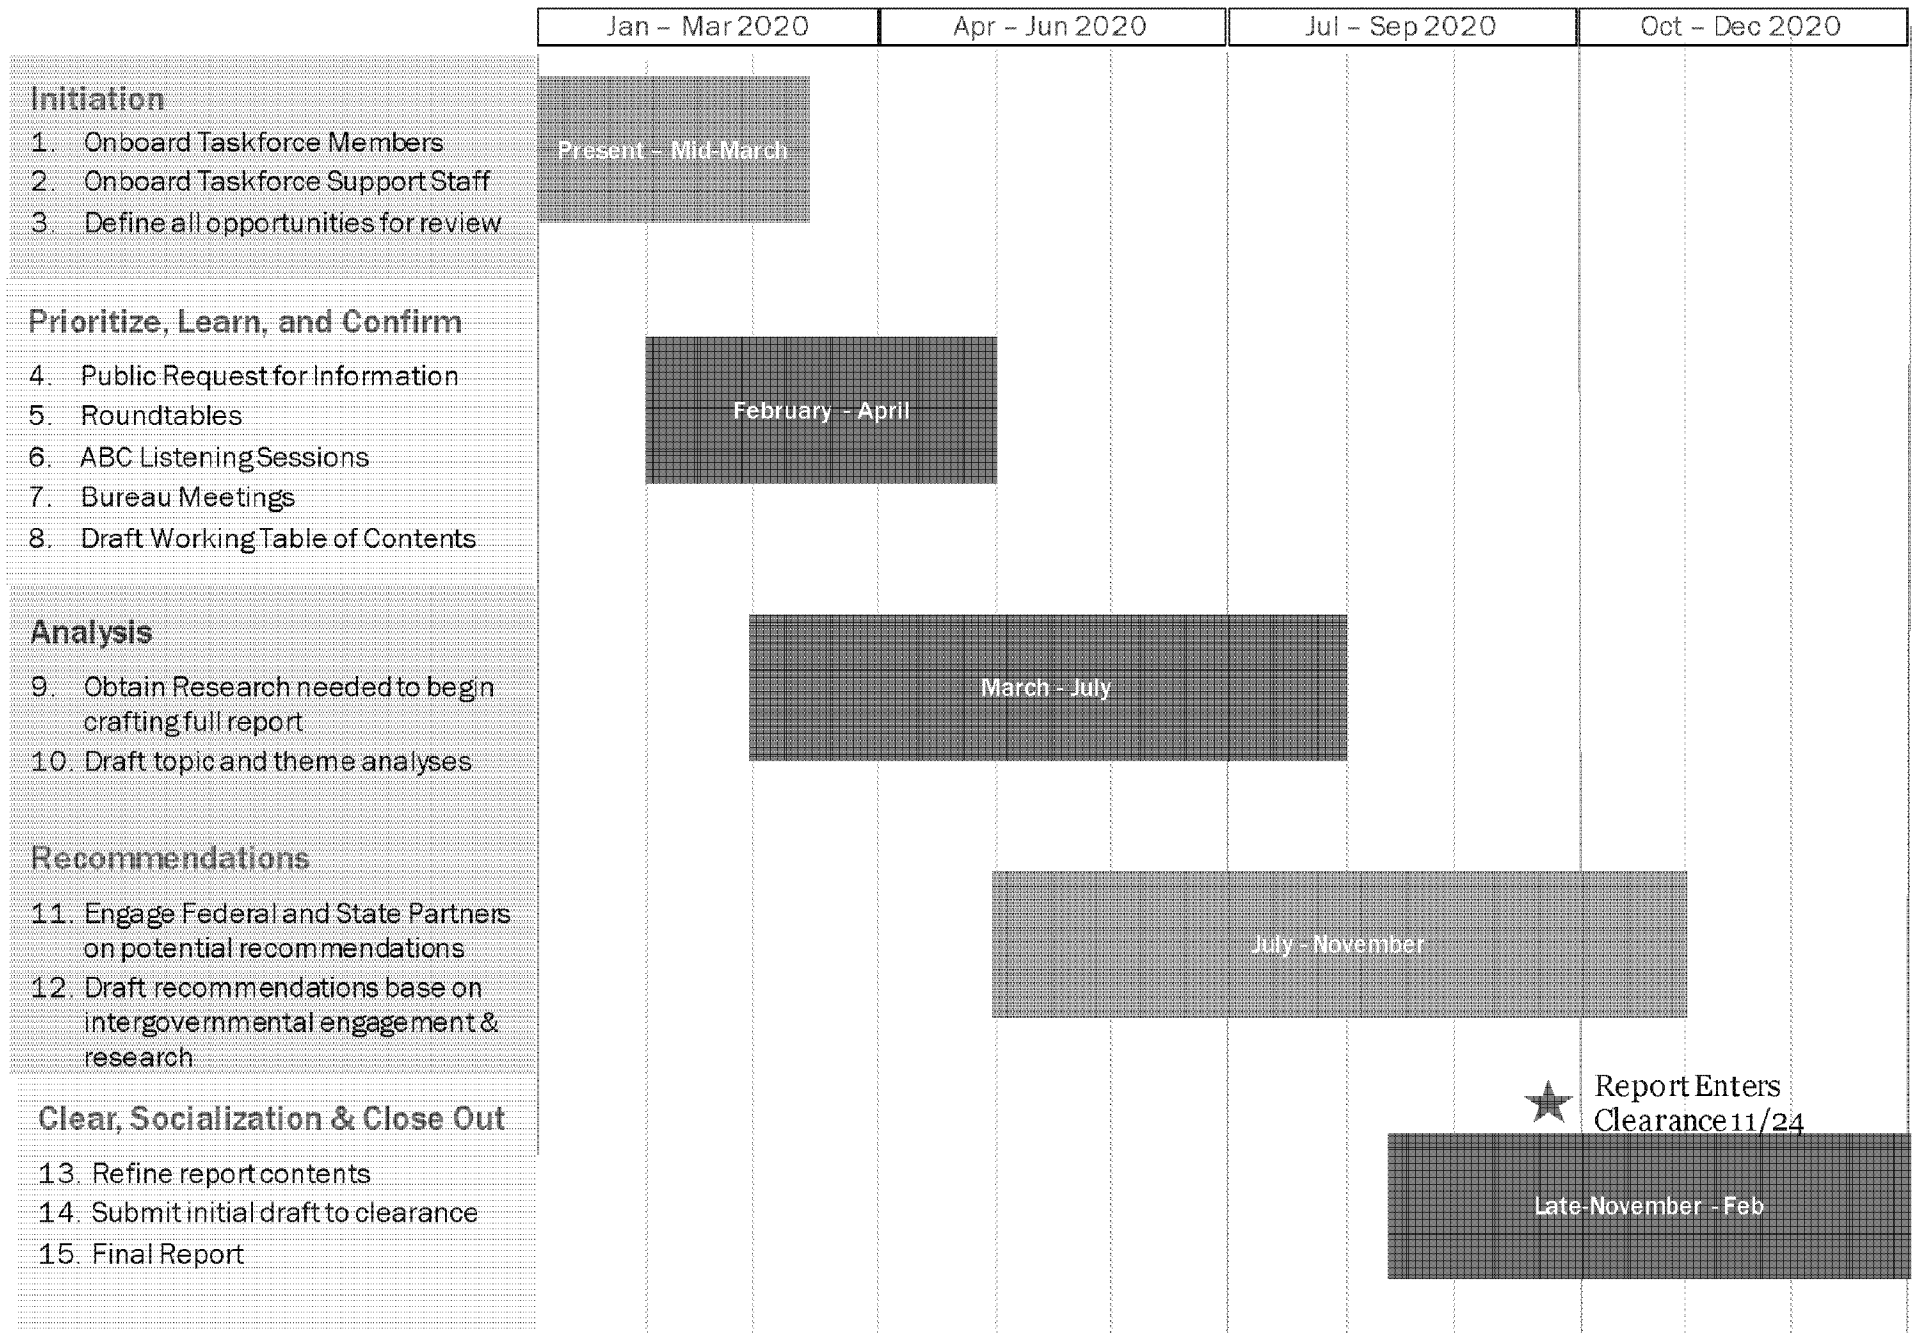 Jan – Mar 2020
Apr – Jun 2020
Jul – Sep 2020
Oct – Dec 2020
Initiation
1. Onboard Taskforce Members
2. Onboard Taskforce Support Staff
3. Define all opportunities for review
Present – Mid-March
Prioritize, Learn, and Confirm
4. Public Request for Information
5. Roundtables
6. ABC Listening Sessions
7. Bureau Meetings
8. Draft Working Table of Contents
February - April
Analysis
9. Obtain Research needed to begin
crafting full report
10. Draft topic and theme analyses
March - July
Recommendations
11. Engage Federal and State Partners
on potential recommendations
12. Draft recommendations base on
intergovernmental engagement &
research
July - November
Report Enters
Clearance 11/24
Clear, Socialization & Close Out
13. Refine report contents
14. Submit initial draft to clearance
15. Final Report
Late-November - Feb